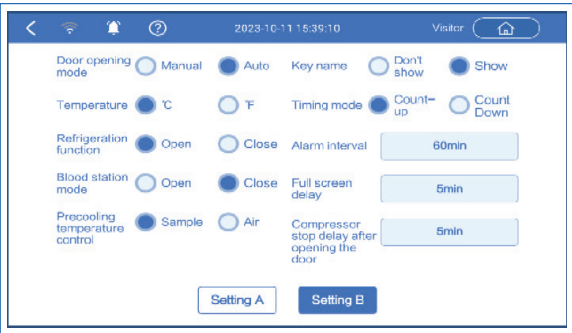 2023-10-11 15:39:10 Visitor
Door opening mode Manual Auto Key name Don't show Show
Temperature ℃ ℉ Timing mode Count-up Count Down
Refrigeration function Open Close Alarm interval 60min
Blood station mode Open Close Full screen delay 5min
Precooling temperature control Sample Air Compressor stop delay after opening the door 5min
Setting A Setting B